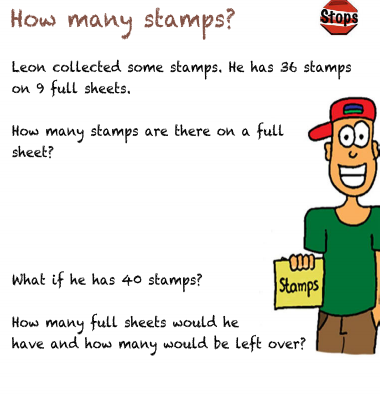 How many stamps?
Stops
Leon collected some stamps. He has 36 stamps
on 9 full sheets.
How many stamps are there on a full
sheet?
Stamps
What if he has 40 stamps?
How many full sheets would he
have and how many would be left over?